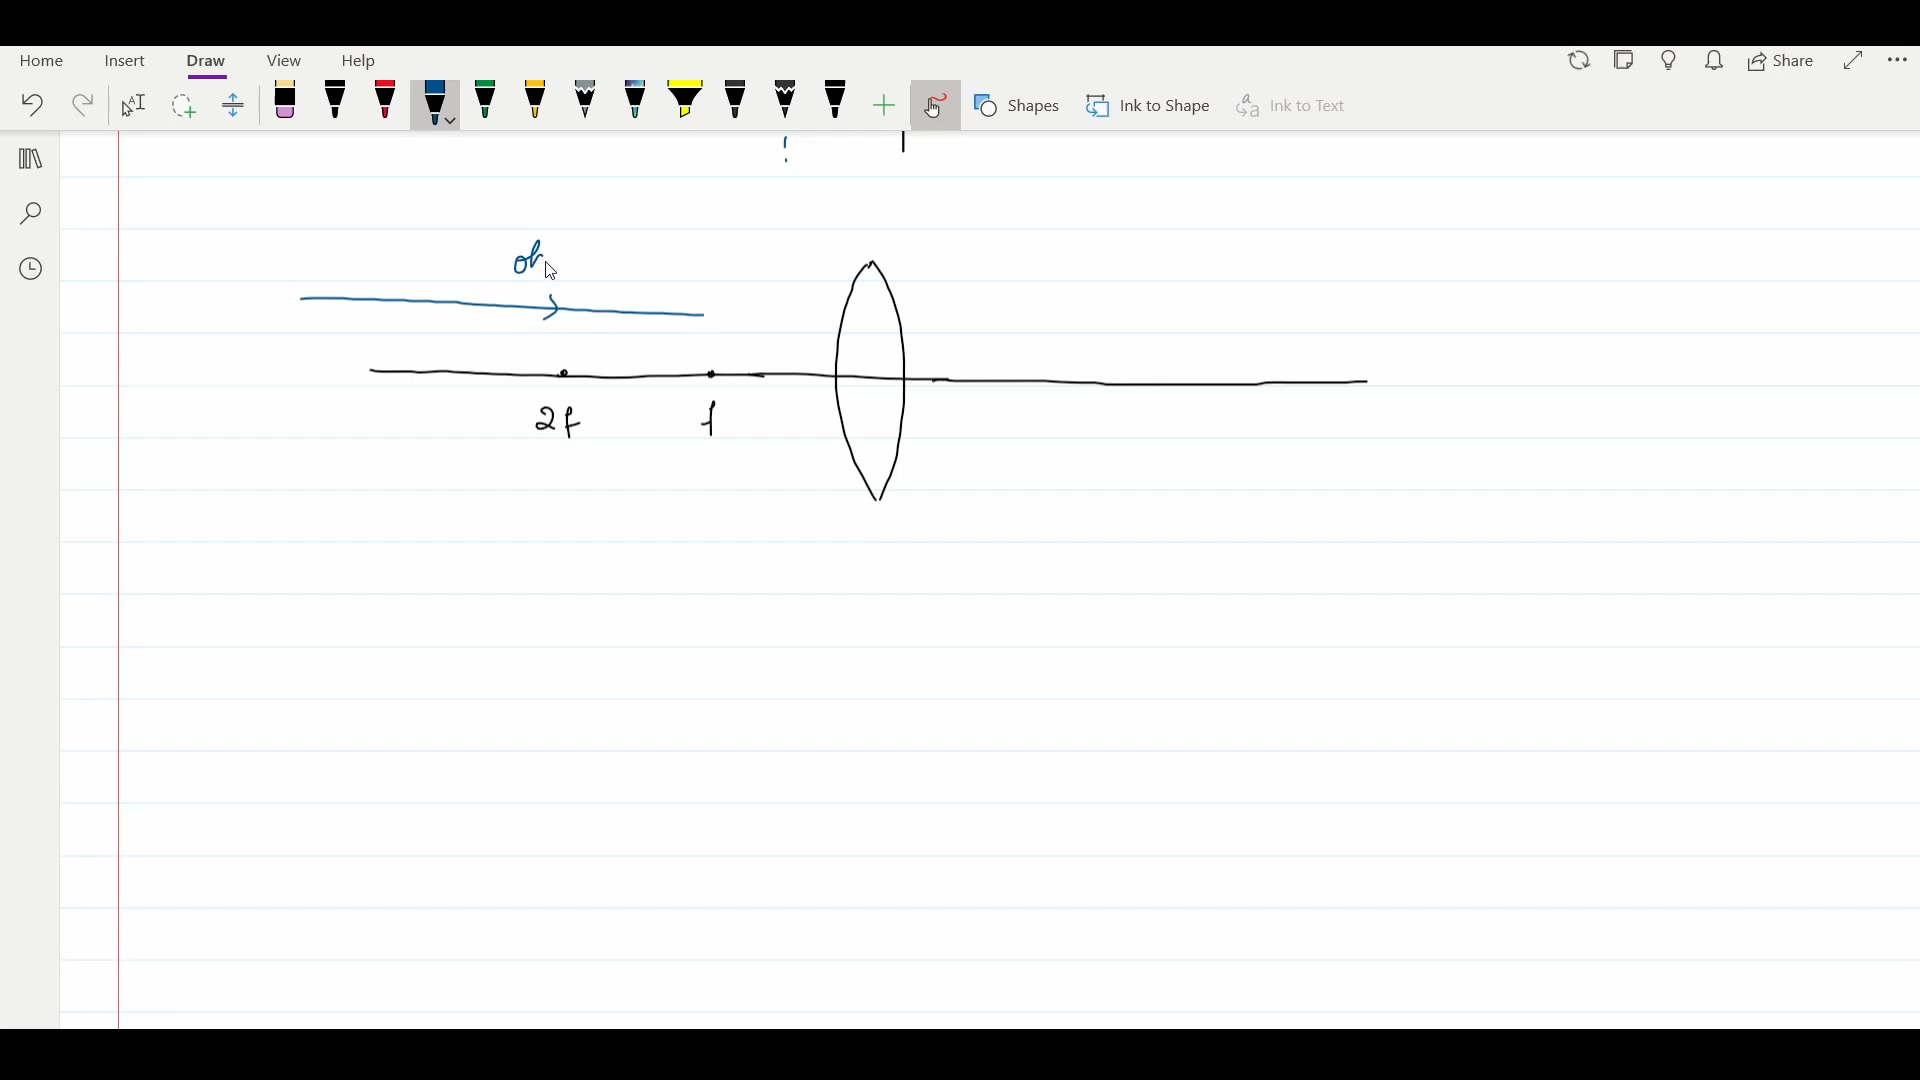 Home Insert Draw View Help Share
Shapes Ink to Shape Ink to Text
2f f